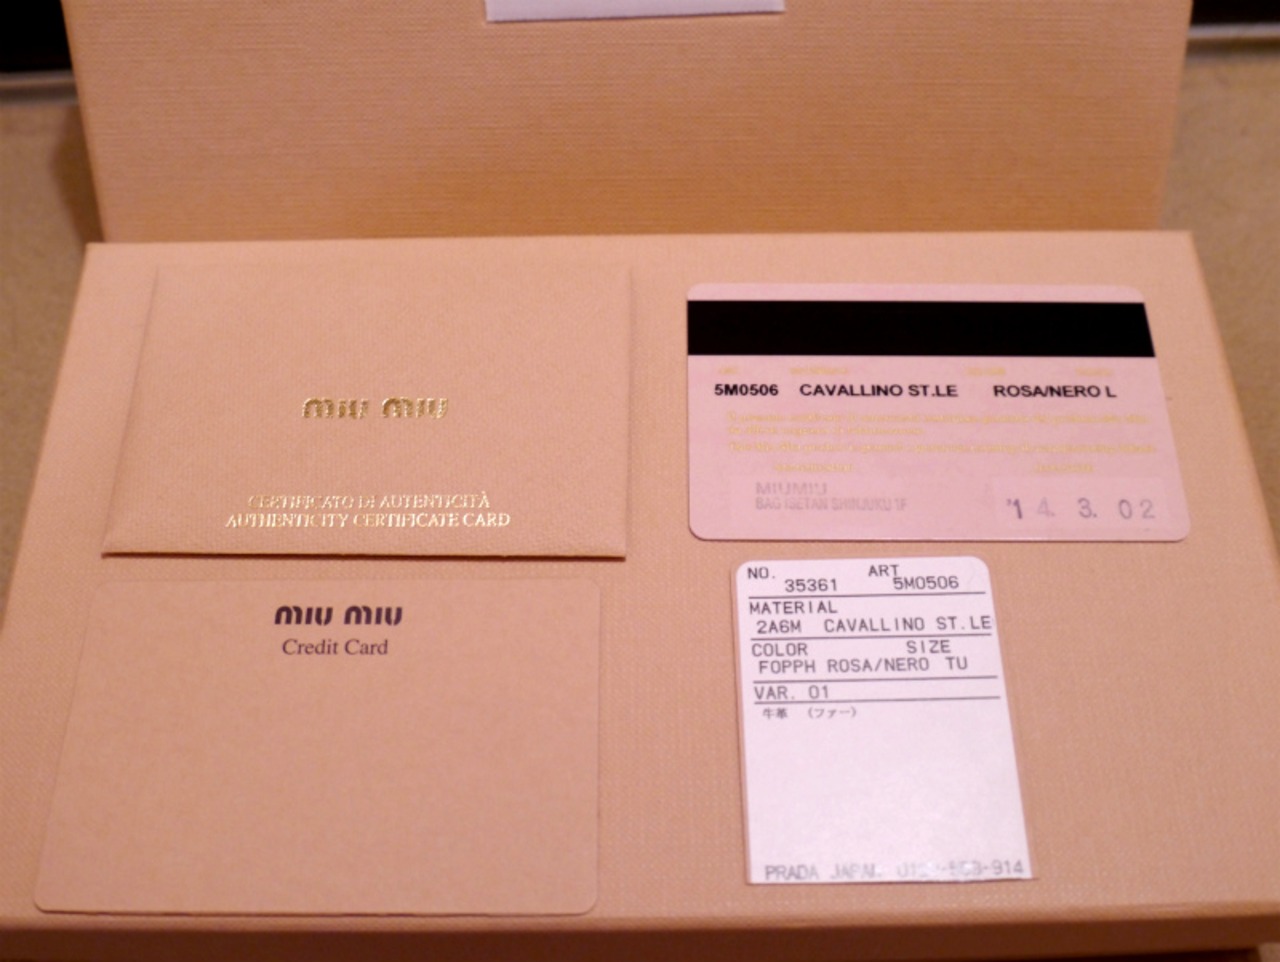 miu miu
CERTIFICATO DI AUTENTICITÀ
AUTHENTICITY CERTIFICATE CARD
5M0506 CAVALLINO ST.LE ROSA/NERO L
MIUMIU
BAG ISETAN SHINJUKU 1F
'14. 3. 02
miu miu
Credit Card
NO. ART
35361 5M0506
MATERIAL
2A6M CAVALLINO ST.LE
COLOR SIZE
FOPPH ROSA/NERO TU
VAR. 01
牛革 (ファー)
PRADA JAPAN -914